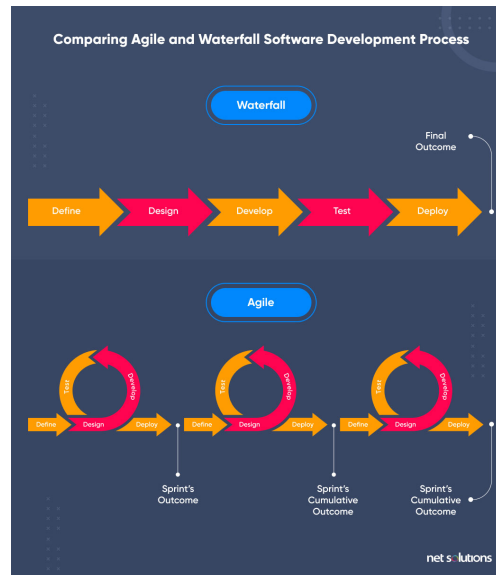 Comparing Agile and Waterfall Software Development Process
Waterfall
Final
Outcome
Define
Design
Develop
Test
Deploy
Agile
Test
Develop
Define
Design
Deploy
Test
Develop
Define
Design
Deploy
Test
Develop
Define
Design
Deploy
Sprint's
Outcome
Sprint's
Cumulative
Outcome
Sprint's
Cumulative
Outcome
net solutions